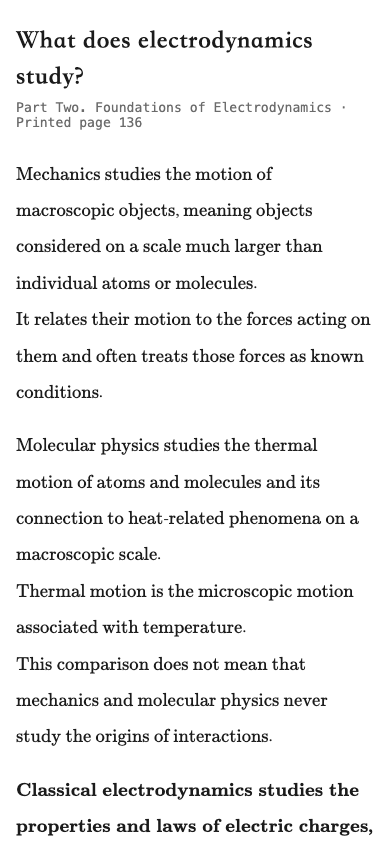 What does electrodynamics
study?
Part Two. Foundations of Electrodynamics ·
Printed page 136
Mechanics studies the motion of
macroscopic objects, meaning objects
considered on a scale much larger than
individual atoms or molecules.
It relates their motion to the forces acting on
them and often treats those forces as known
conditions.
Molecular physics studies the thermal
motion of atoms and molecules and its
connection to heat-related phenomena on a
macroscopic scale.
Thermal motion is the microscopic motion
associated with temperature.
This comparison does not mean that
mechanics and molecular physics never
study the origins of interactions.
Classical electrodynamics studies the
properties and laws of electric charges,